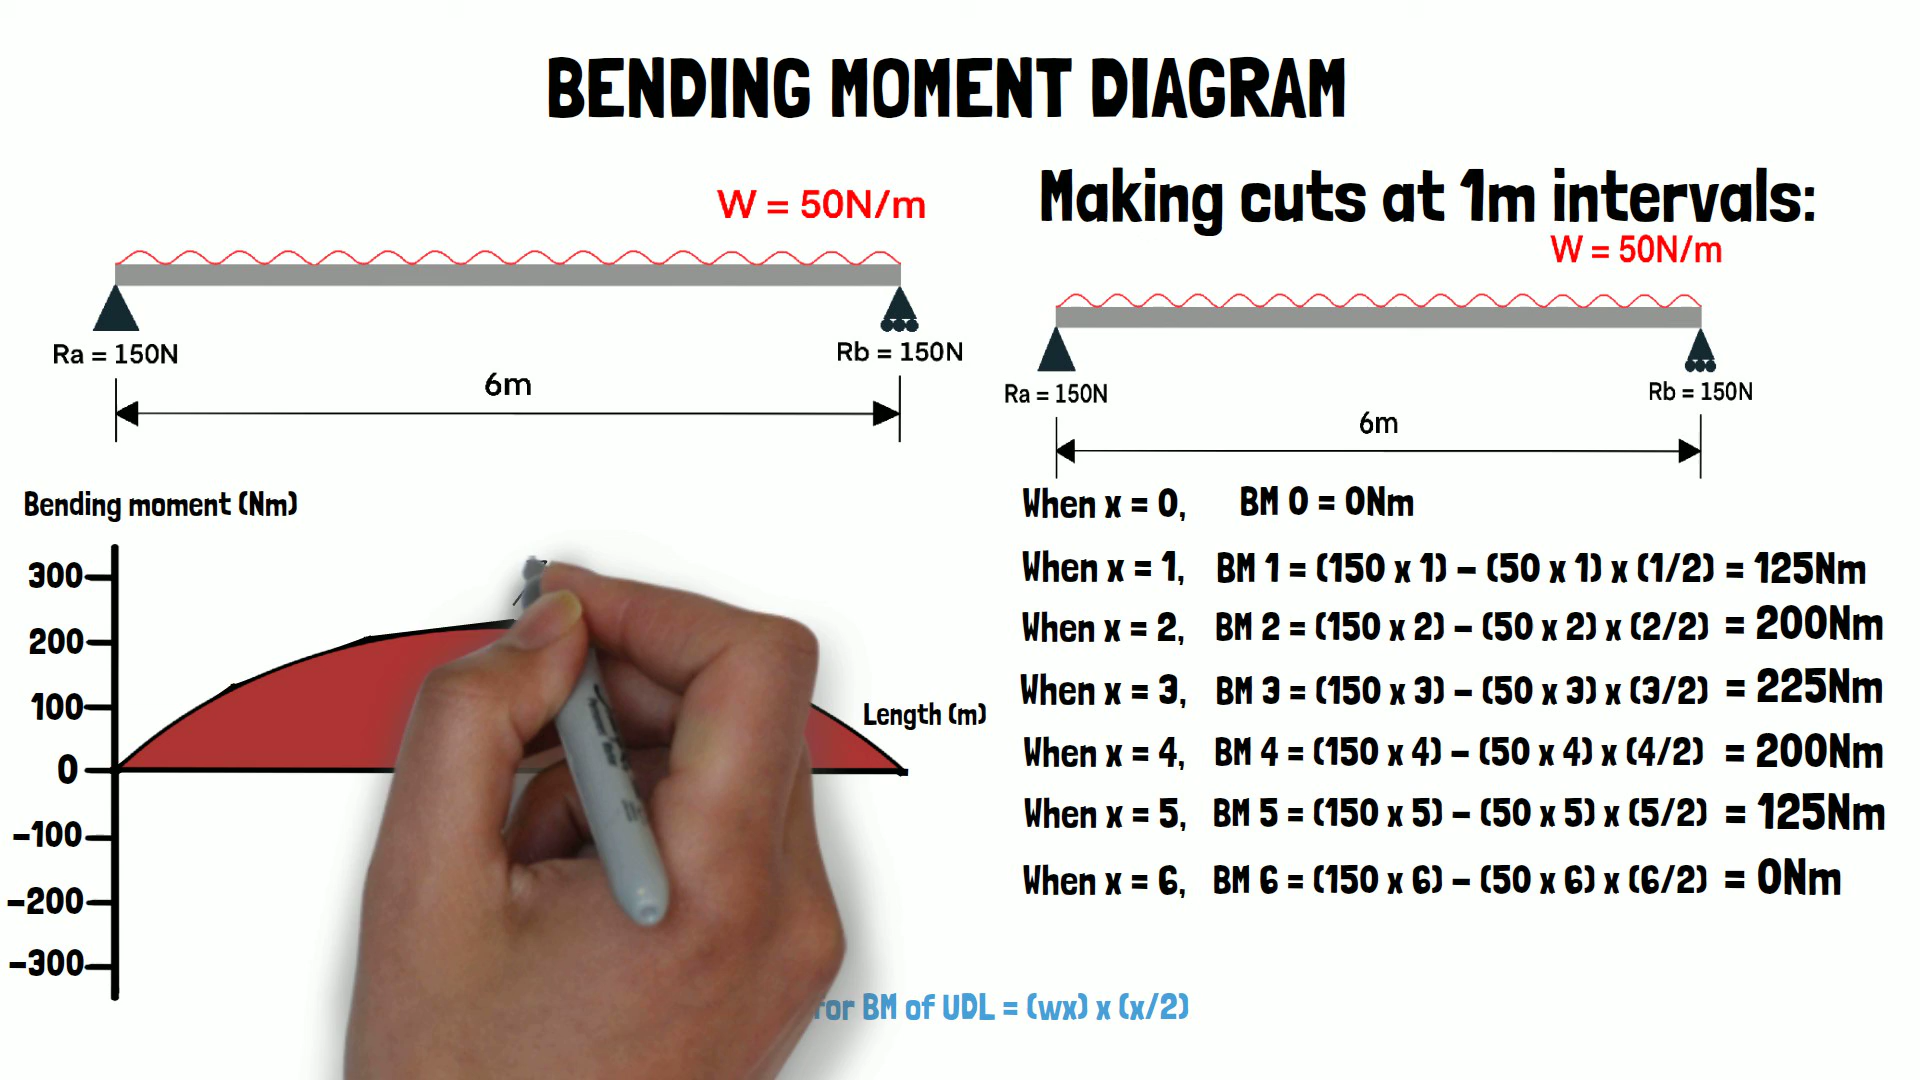 BENDING MOMENT DIAGRAM
W = 50N/m
Ra = 150N
Rb = 150N
6m
Bending moment (Nm)
300
200
100
0
-100
-200
-300
Length (m)
Making cuts at 1m intervals:
W = 50N/m
Ra = 150N
Rb = 150N
6m
When x = 0, BM 0 = 0Nm
When x = 1, BM 1 = (150 x 1) - (50 x 1) x (1/2) = 125Nm
When x = 2, BM 2 = (150 x 2) - (50 x 2) x (2/2) = 200Nm
When x = 3, BM 3 = (150 x 3) - (50 x 3) x (3/2) = 225Nm
When x = 4, BM 4 = (150 x 4) - (50 x 4) x (4/2) = 200Nm
When x = 5, BM 5 = (150 x 5) - (50 x 5) x (5/2) = 125Nm
When x = 6, BM 6 = (150 x 6) - (50 x 6) x (6/2) = 0Nm
for BM of UDL = (wx) x (x/2)